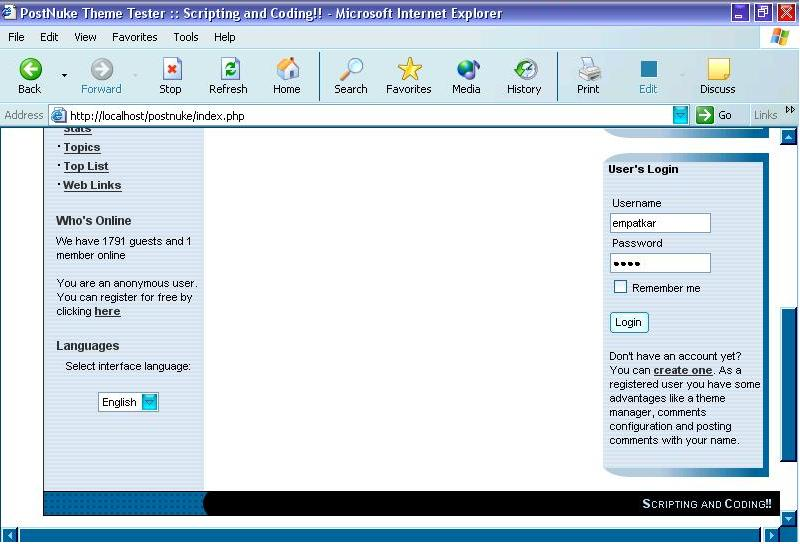 PostNuke Theme Tester :: Scripting and Coding!! - Microsoft Internet Explorer
File Edit View Favorites Tools Help
Back Forward Stop Refresh Home Search Favorites Media History Print Edit Discuss
Address http://localhost/postnuke/index.php Go Links »
Stats
· Topics
· Top List
· Web Links
Who's Online
We have 1791 guests and 1
member online
You are an anonymous user.
You can register for free by
clicking here
Languages
Select interface language:
English
User's Login
Username
empatkar
Password
••••
Remember me
Login
Don't have an account yet?
You can create one. As a
registered user you have some
advantages like a theme
manager, comments
configuration and posting
comments with your name.
Scripting and Coding!!